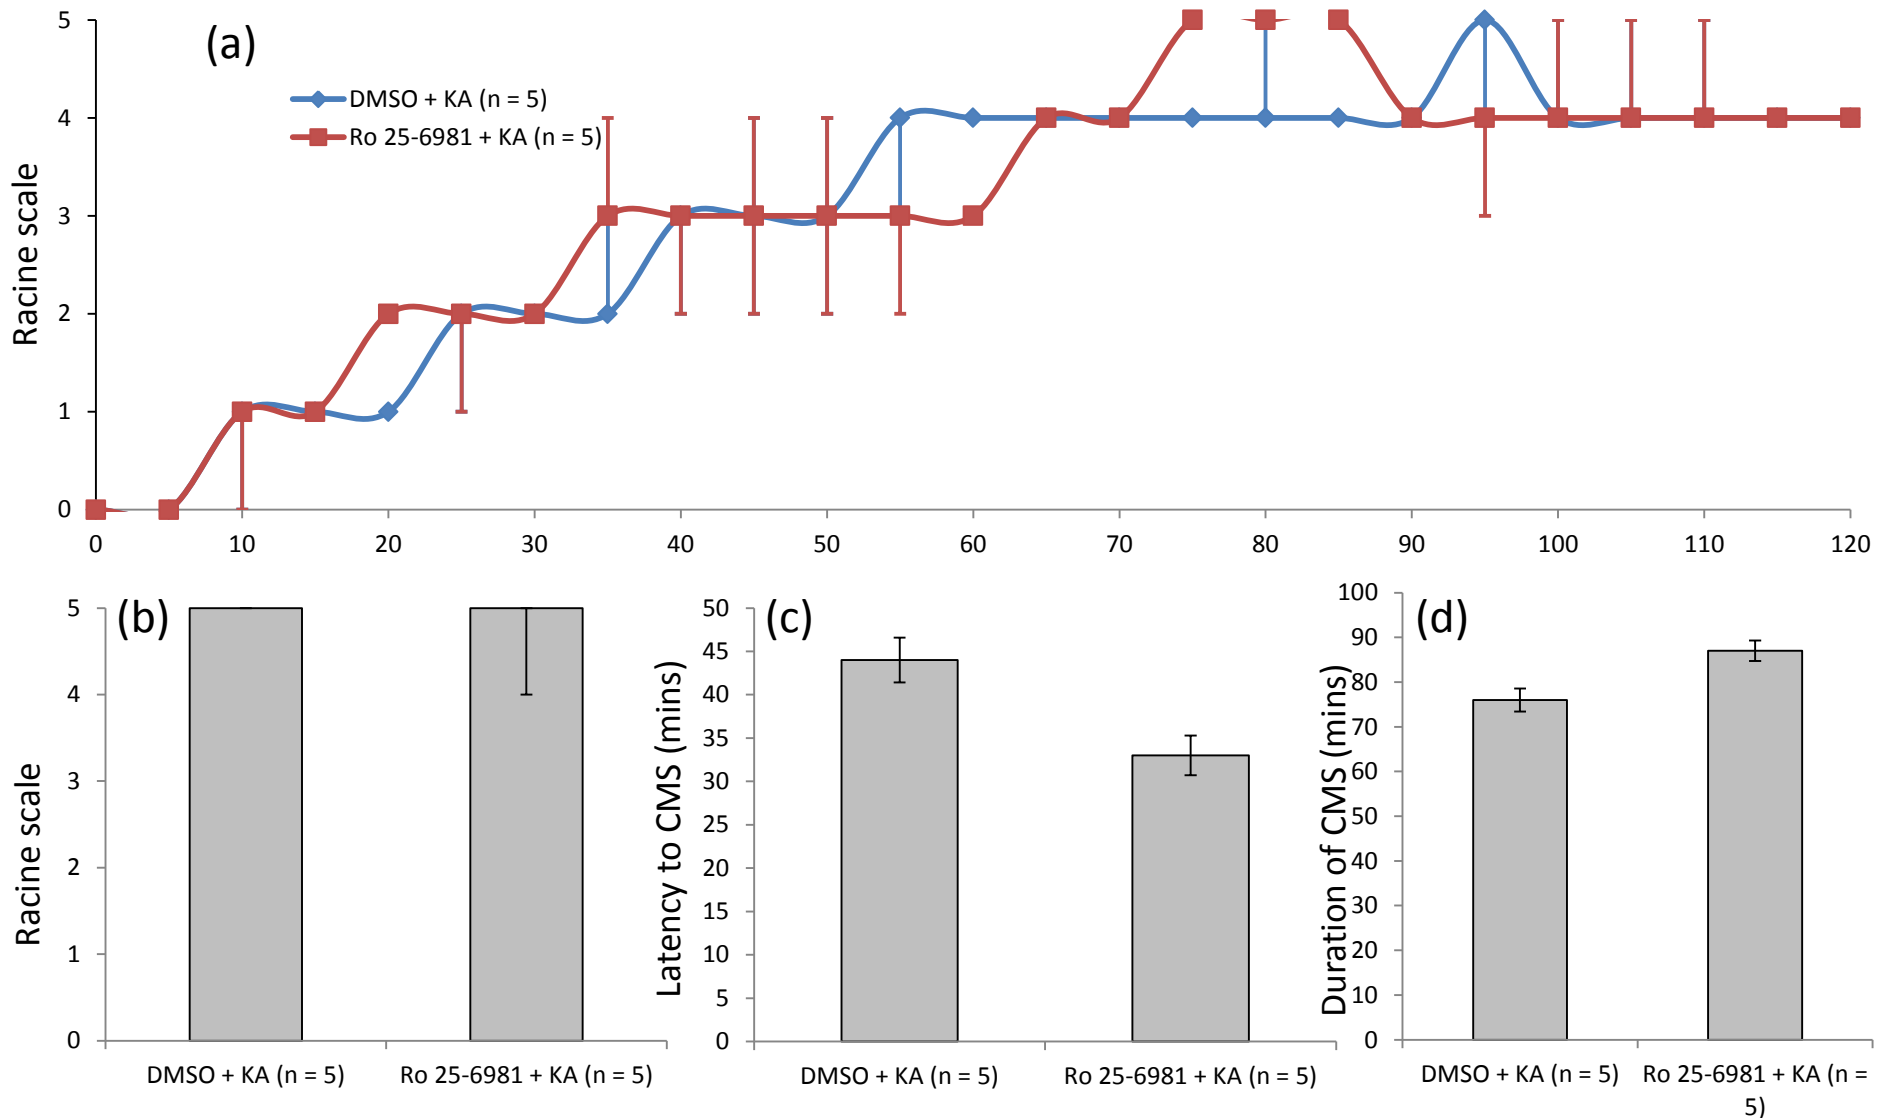 (a)
DMSO + KA (n = 5)
Ro 25-6981 + KA (n = 5)
Racine scale
5
4
3
2
1
0
0 10 20 30 40 50 60 70 80 90 100 110 120
(b)
Racine scale
5
4
3
2
1
0
DMSO + KA (n = 5) Ro 25-6981 + KA (n = 5)
(c)
Latency to CMS (mins)
50
45
40
35
30
25
20
15
10
5
0
DMSO + KA (n = 5) Ro 25-6981 + KA (n = 5)
(d)
Duration of CMS (mins)
100
90
80
70
60
50
40
30
20
10
0
DMSO + KA (n = 5) Ro 25-6981 + KA (n =
5)